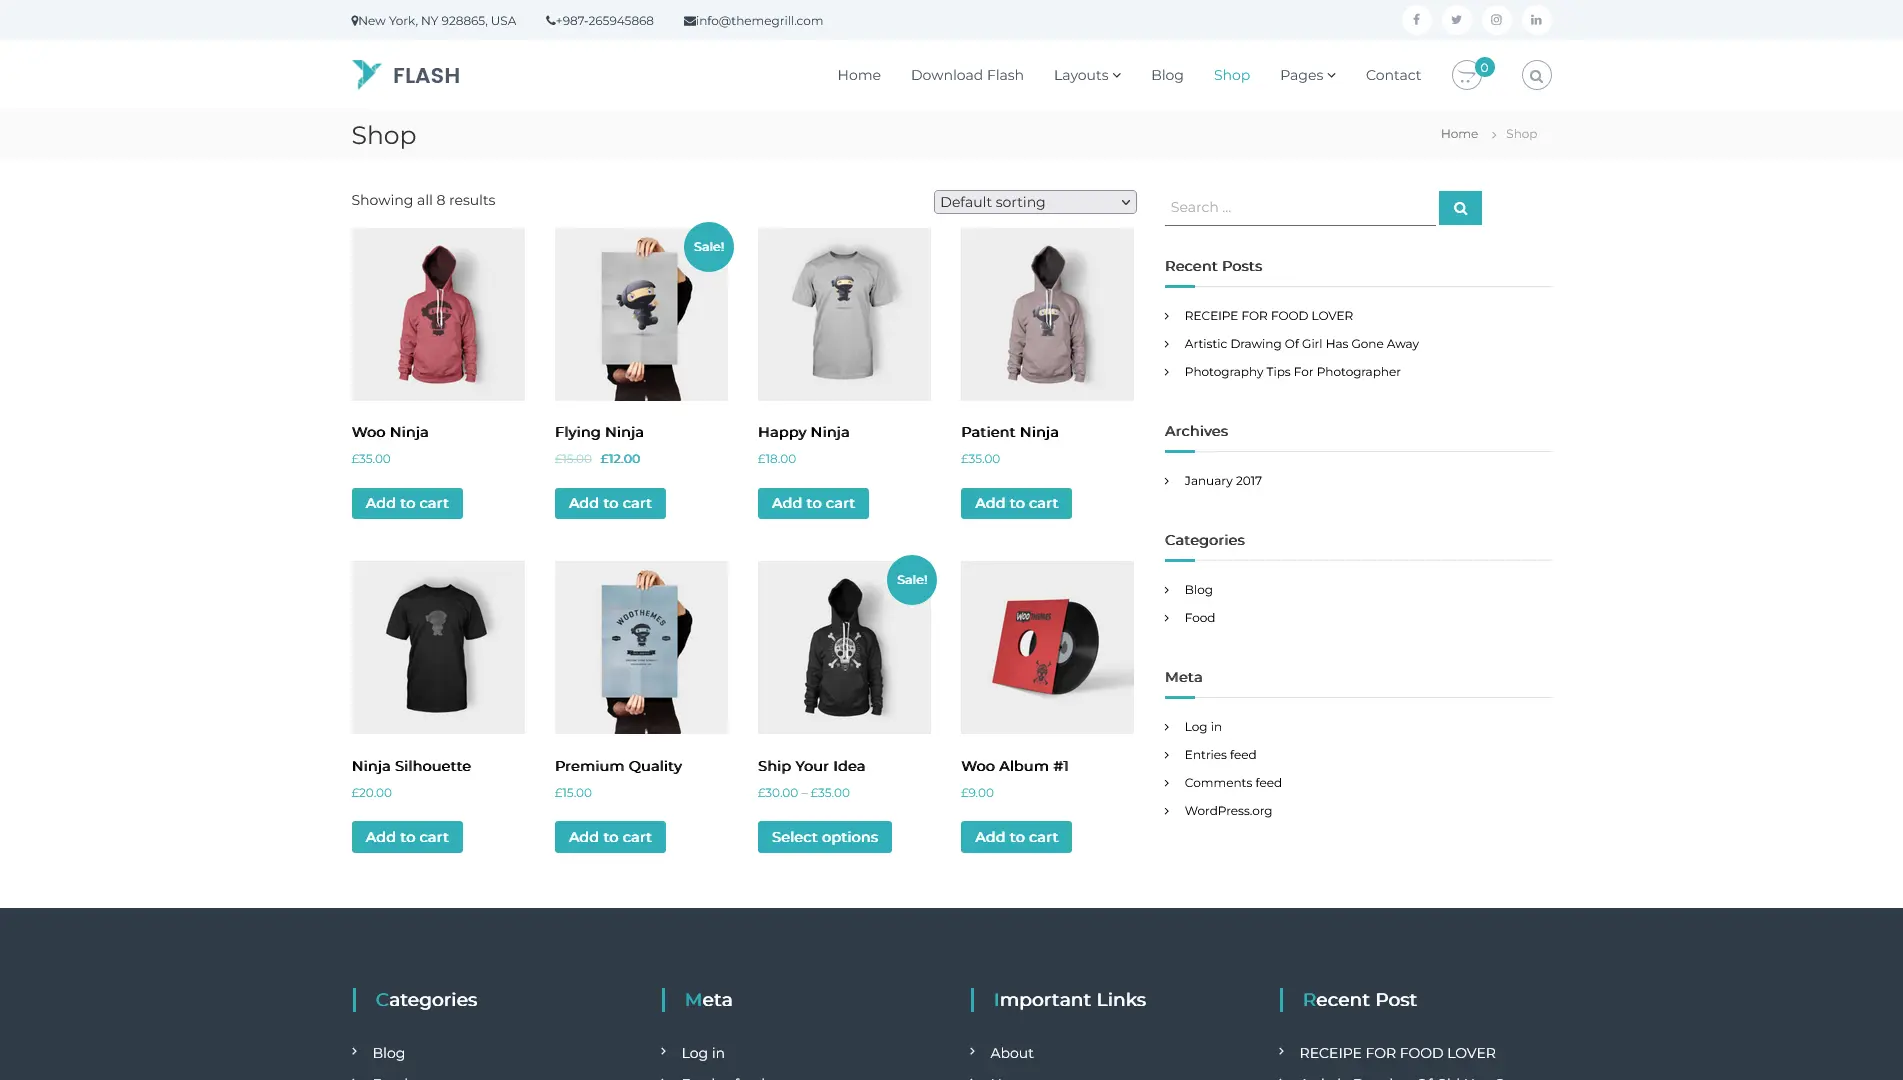 New York, NY 928865, USA +987-265945868 info@themegrill.com
FLASH
Home Download Flash Layouts Blog Shop Pages Contact 0
Shop
Home Shop
Showing all 8 results
Default sorting
Search ...
Sale!
Woo Ninja
£35.00
Add to cart
Flying Ninja
£15.00 £12.00
Add to cart
Happy Ninja
£18.00
Add to cart
Patient Ninja
£35.00
Add to cart
WOOTHEMES
Sale!
WOOTHEMES
Ninja Silhouette
£20.00
Add to cart
Premium Quality
£15.00
Add to cart
Ship Your Idea
£30.00 – £35.00
Select options
Woo Album #1
£9.00
Add to cart
Recent Posts
RECEIPE FOR FOOD LOVER
Artistic Drawing Of Girl Has Gone Away
Photography Tips For Photographer
Archives
January 2017
Categories
Blog
Food
Meta
Log in
Entries feed
Comments feed
WordPress.org
Categories
Blog
Meta
Log in
Important Links
About
Recent Post
RECEIPE FOR FOOD LOVER